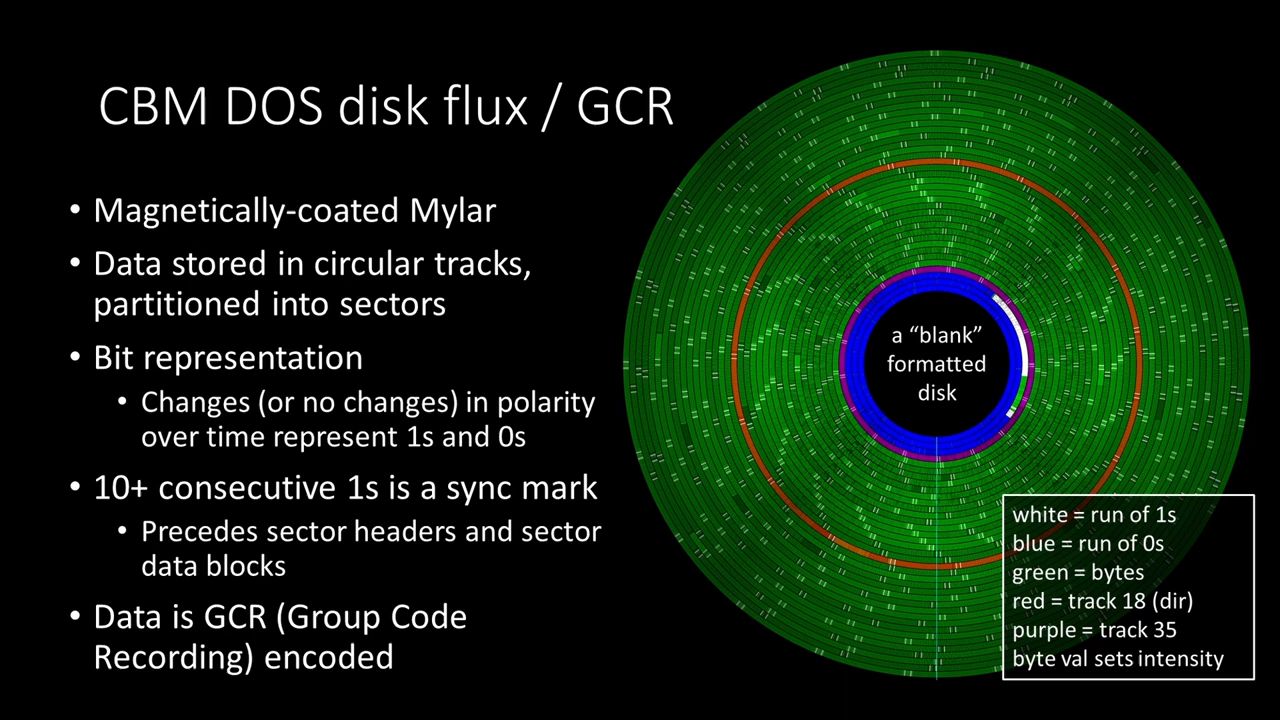 CBM DOS disk flux / GCR
• Magnetically-coated Mylar
• Data stored in circular tracks,
partitioned into sectors
• Bit representation
• Changes (or no changes) in polarity
over time represent 1s and 0s
• 10+ consecutive 1s is a sync mark
• Precedes sector headers and sector
data blocks
• Data is GCR (Group Code
Recording) encoded
a “blank”
formatted
disk
white = run of 1s
blue = run of 0s
green = bytes
red = track 18 (dir)
purple = track 35
byte val sets intensity